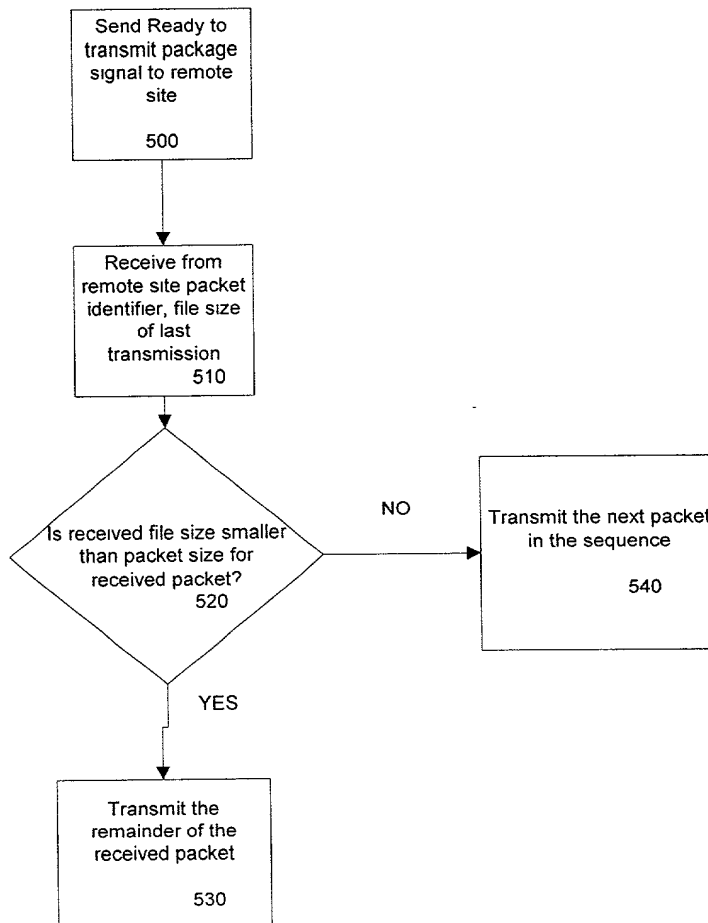 Send Ready to
transmit package
signal to remote
site
500
Receive from
remote site packet
identifier, file size
of last
transmission
510
Is received file size smaller
than packet size for
received packet?
520
NO
Transmit the next packet
in the sequence
540
YES
Transmit the
remainder of the
received packet
530